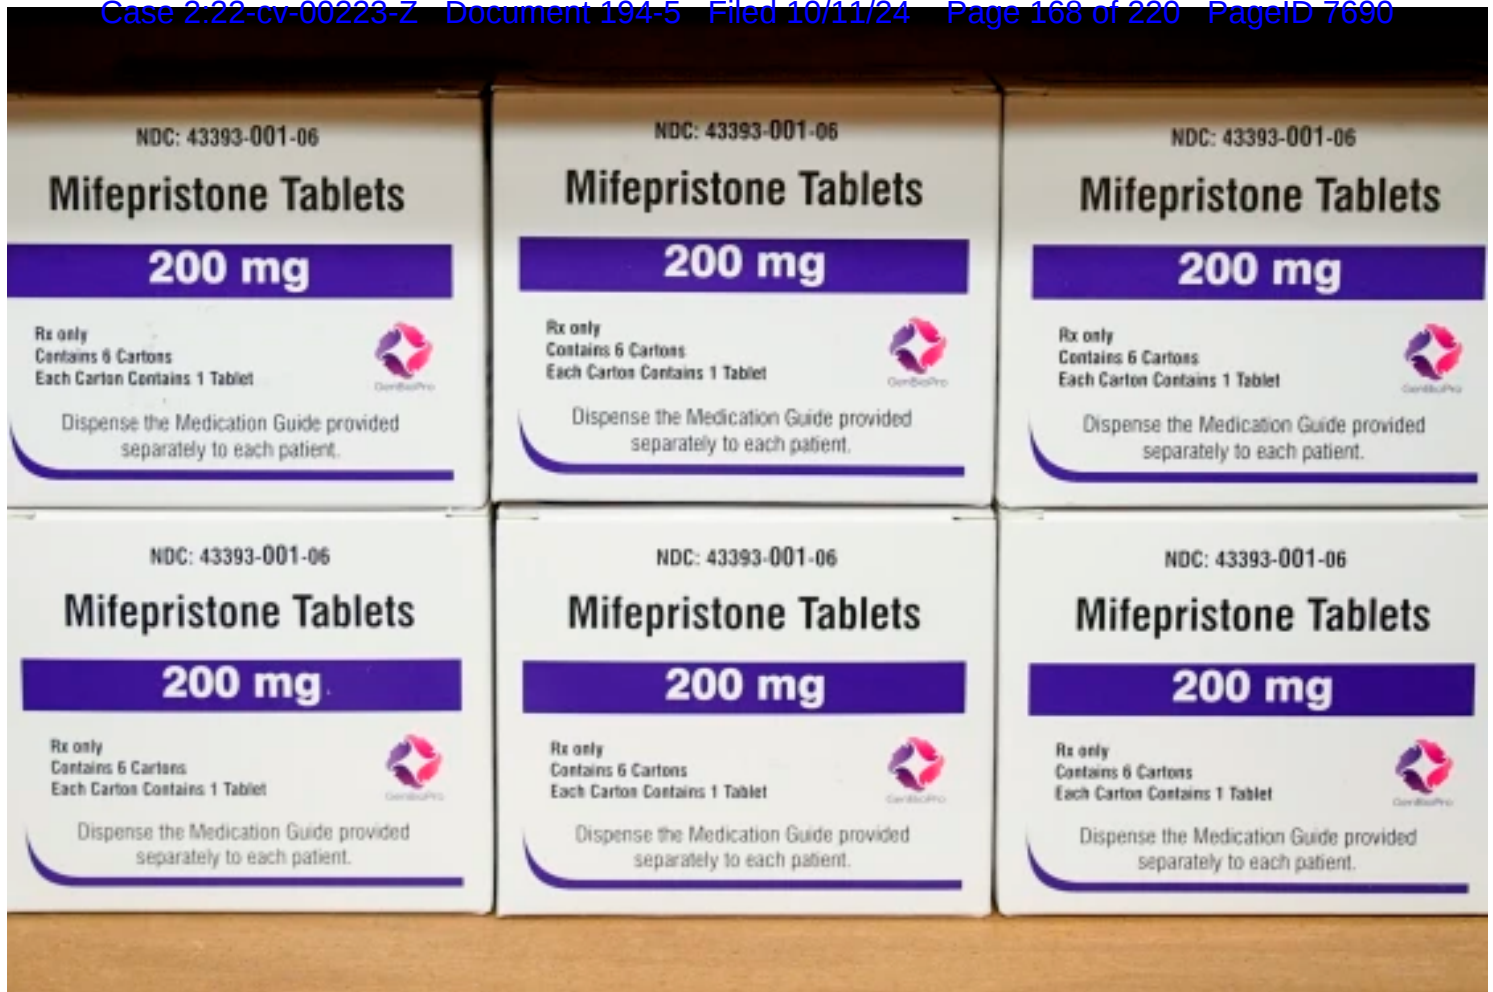 Case 2:22-cv-00223-Z Document 194-5 Filed 10/11/24 Page 168 of 220 PageID 7690
NDC: 43393-001-06
Mifepristone Tablets
200 mg
Rx only
Contains 6 Cartons
Each Carton Contains 1 Tablet
GenBioPro
Dispense the Medication Guide provided
separately to each patient.
NDC: 43393-001-06
Mifepristone Tablets
200 mg
Rx only
Contains 6 Cartons
Each Carton Contains 1 Tablet
GenBioPro
Dispense the Medication Guide provided
separately to each patient.
NDC: 43393-001-06
Mifepristone Tablets
200 mg
Rx only
Contains 6 Cartons
Each Carton Contains 1 Tablet
GenBioPro
Dispense the Medication Guide provided
separately to each patient.
NDC: 43393-001-06
Mifepristone Tablets
200 mg
Rx only
Contains 6 Cartons
Each Carton Contains 1 Tablet
GenBioPro
Dispense the Medication Guide provided
separately to each patient.
NDC: 43393-001-06
Mifepristone Tablets
200 mg
Rx only
Contains 6 Cartons
Each Carton Contains 1 Tablet
GenBioPro
Dispense the Medication Guide provided
separately to each patient.
NDC: 43393-001-06
Mifepristone Tablets
200 mg
Rx only
Contains 6 Cartons
Each Carton Contains 1 Tablet
GenBioPro
Dispense the Medication Guide provided
separately to each patient.